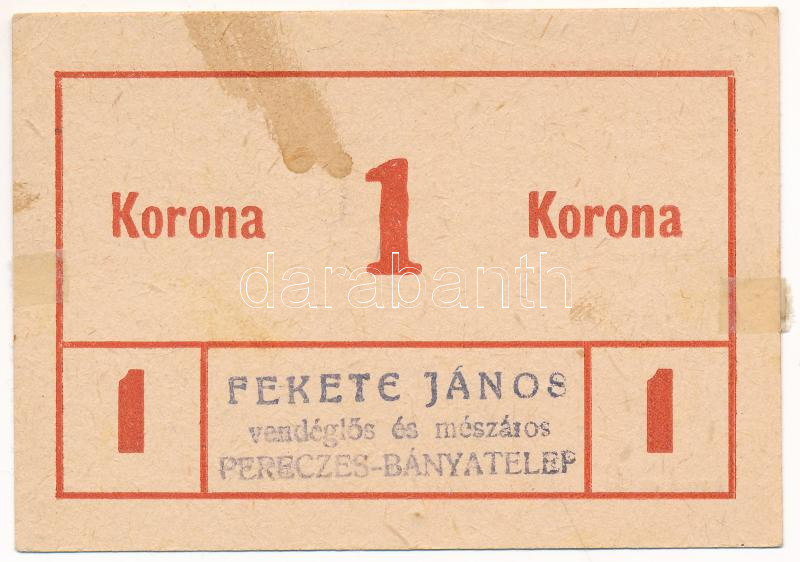 Korona 1 Korona
darabanth
1 FEKETE JÁNOS 1
vendéglős és mészáros
PERECZES-BÁNYATELEP